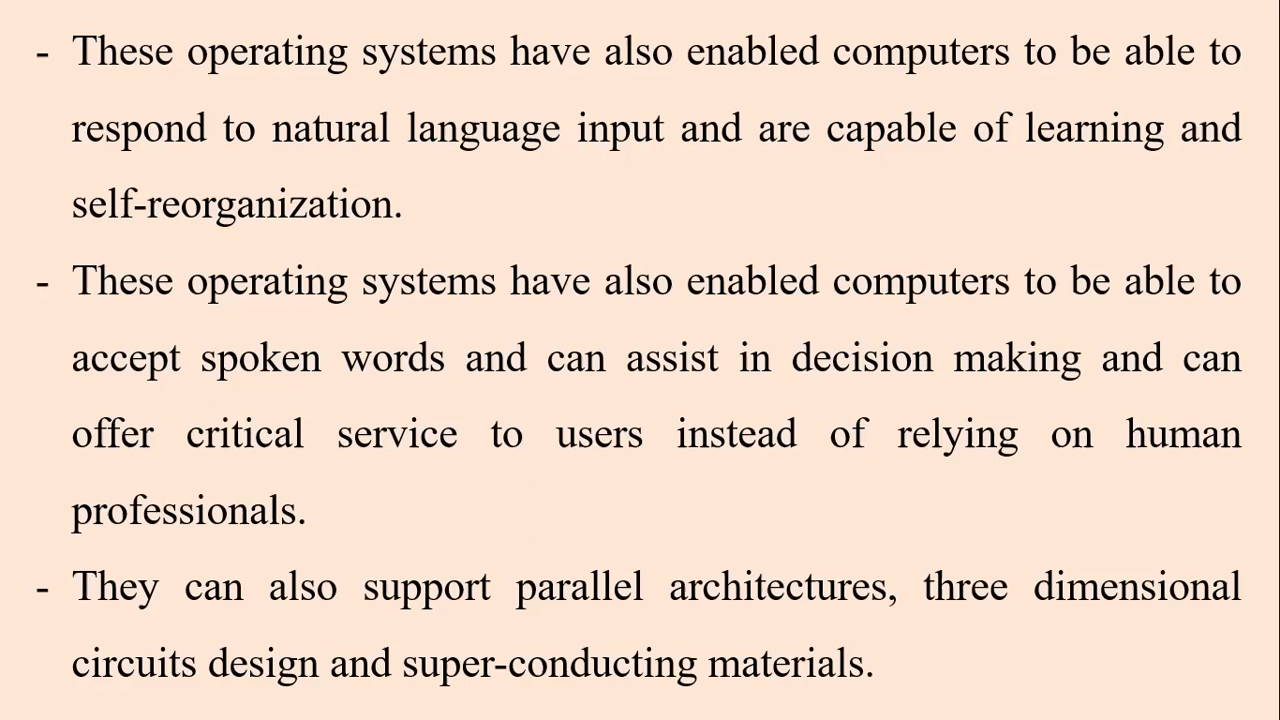 - These operating systems have also enabled computers to be able to
respond to natural language input and are capable of learning and
self-reorganization.
- These operating systems have also enabled computers to be able to
accept spoken words and can assist in decision making and can
offer critical service to users instead of relying on human
professionals.
- They can also support parallel architectures, three dimensional
circuits design and super-conducting materials.